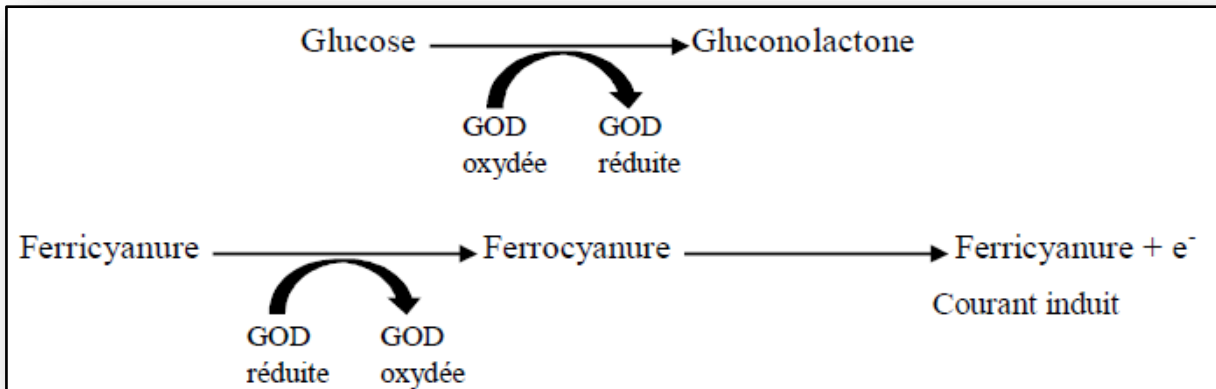 Glucose Gluconolactone
GOD GOD
oxydée réduite
Ferricyanure Ferrocyanure Ferricyanure + e⁻
Courant induit
GOD GOD
réduite oxydée